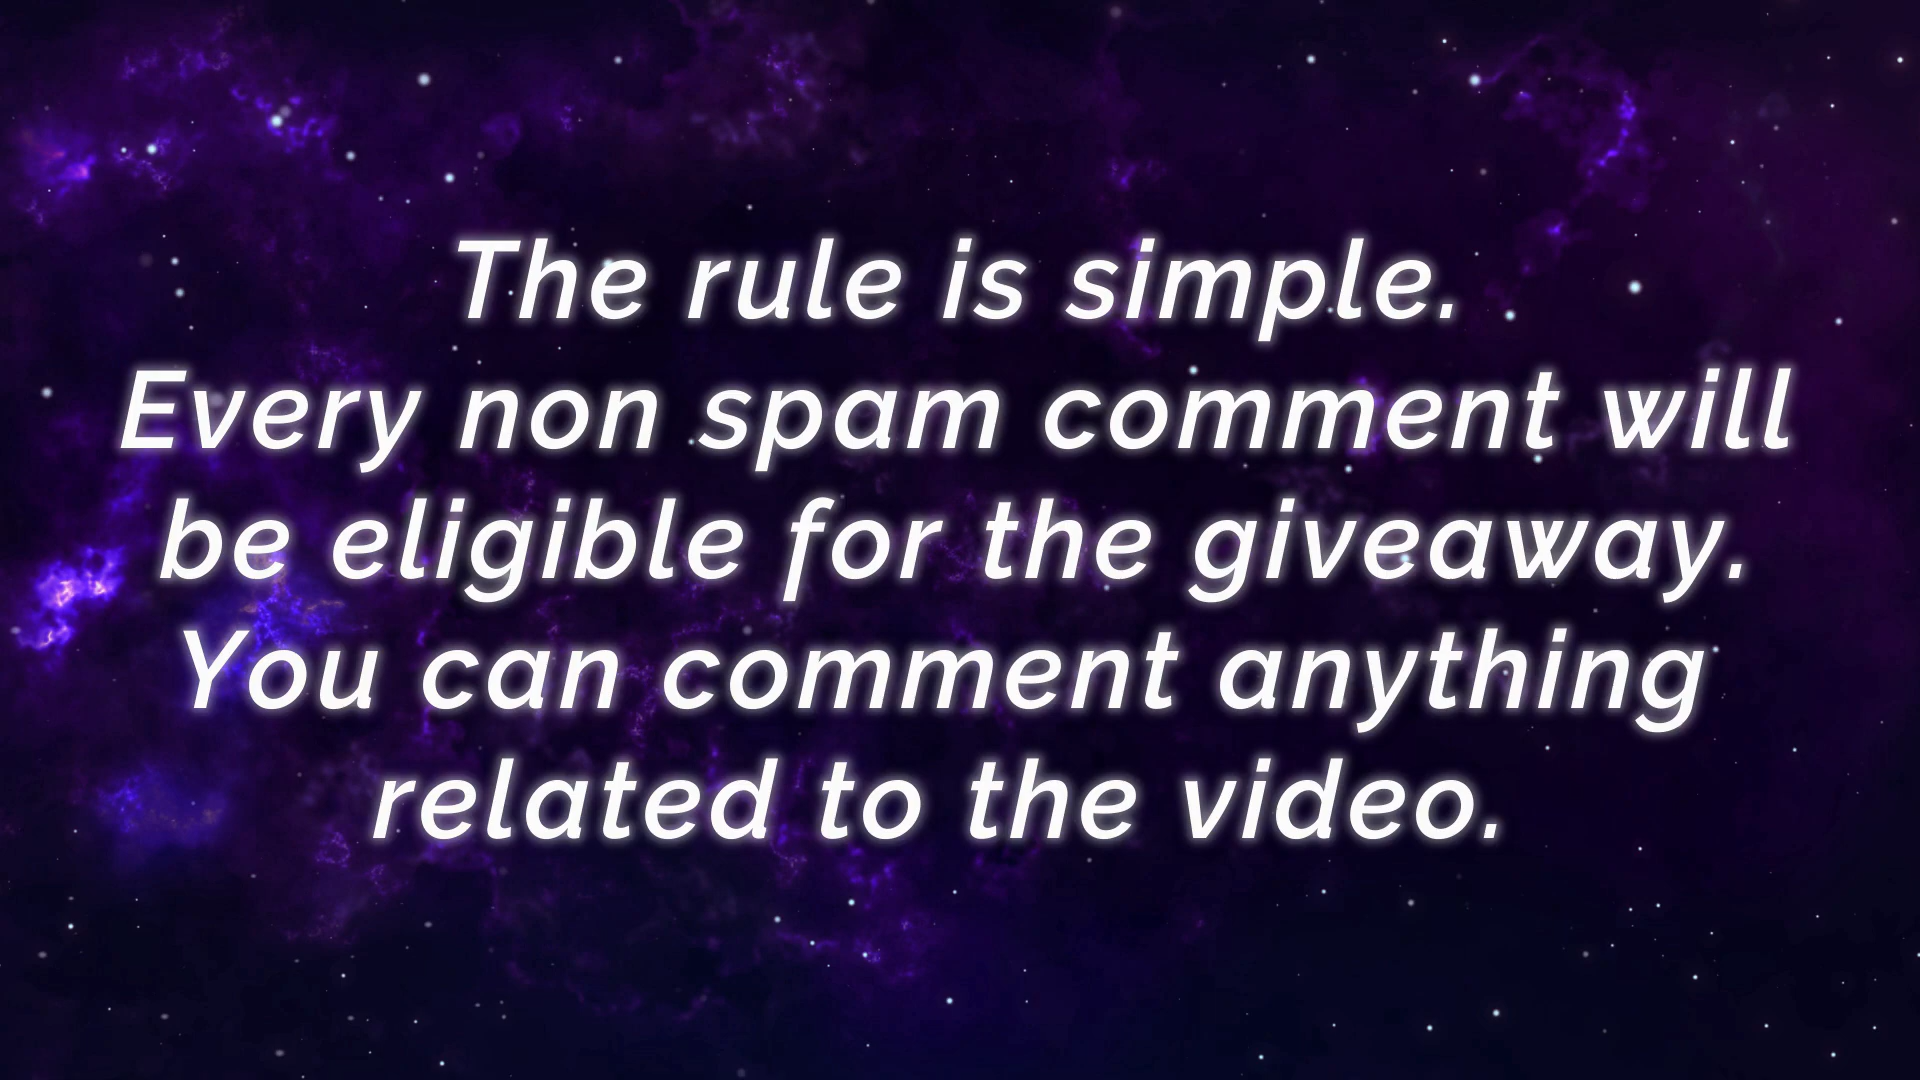 The rule is simple.
Every non spam comment will
be eligible for the giveaway.
You can comment anything
related to the video.